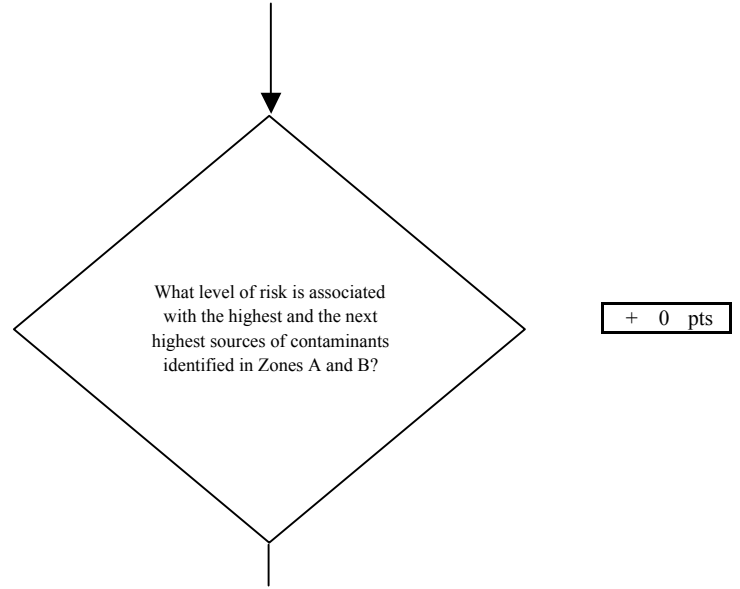 What level of risk is associated
with the highest and the next
highest sources of contaminants
identified in Zones A and B?
+ 0 pts